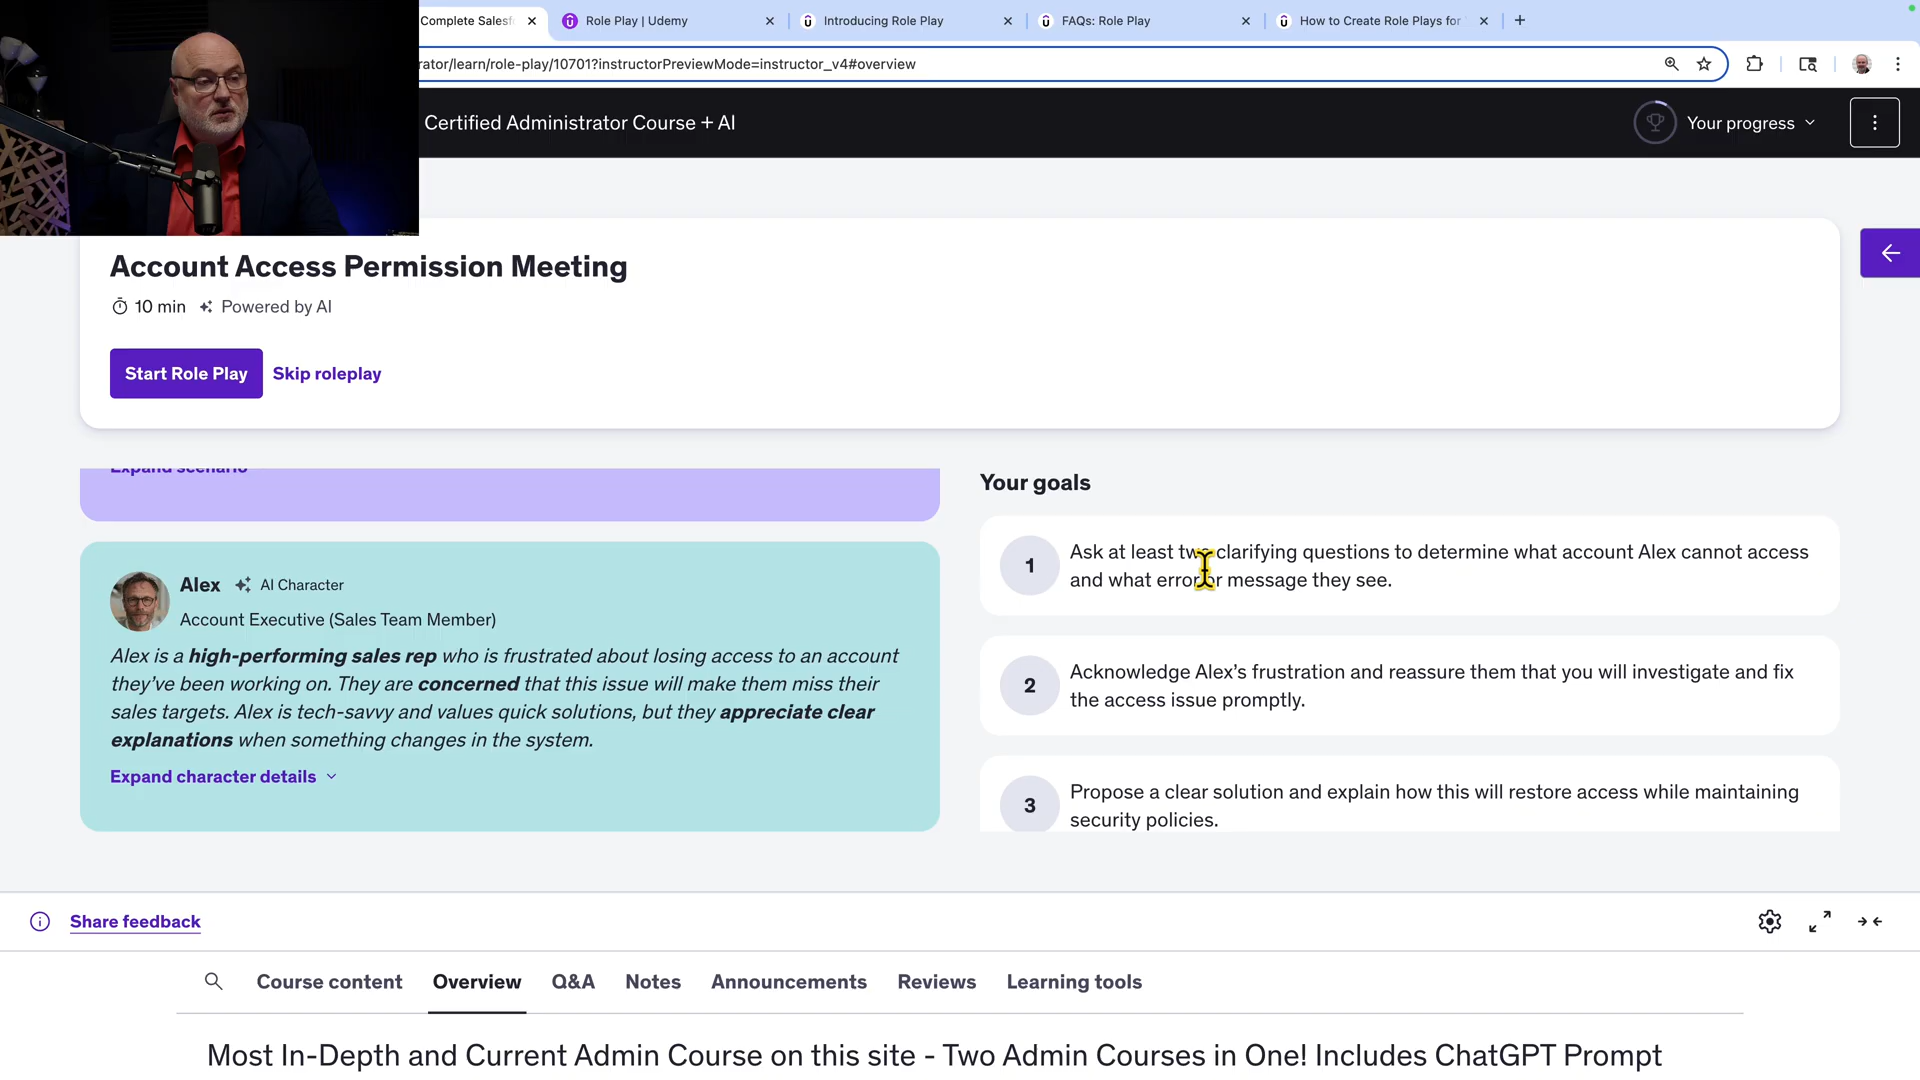 Complete Salesf
Role Play | Udemy
Introducing Role Play
FAQs: Role Play
How to Create Role Plays for
rator/learn/role-play/10701?instructorPreviewMode=instructor_v4#overview
Certified Administrator Course + AI
Your progress
Account Access Permission Meeting
10 min
Powered by AI
Start Role Play
Skip roleplay
Expand scenario
Alex
AI Character
Account Executive (Sales Team Member)
Alex is a high-performing sales rep who is frustrated about losing access to an account
they've been working on. They are concerned that this issue will make them miss their
sales targets. Alex is tech-savvy and values quick solutions, but they appreciate clear
explanations when something changes in the system.
Expand character details
Your goals
1
Ask at least two clarifying questions to determine what account Alex cannot access
and what error or message they see.
2
Acknowledge Alex's frustration and reassure them that you will investigate and fix
the access issue promptly.
3
Propose a clear solution and explain how this will restore access while maintaining
security policies.
Share feedback
Course content
Overview
Q&A
Notes
Announcements
Reviews
Learning tools
Most In-Depth and Current Admin Course on this site - Two Admin Courses in One! Includes ChatGPT Prompt